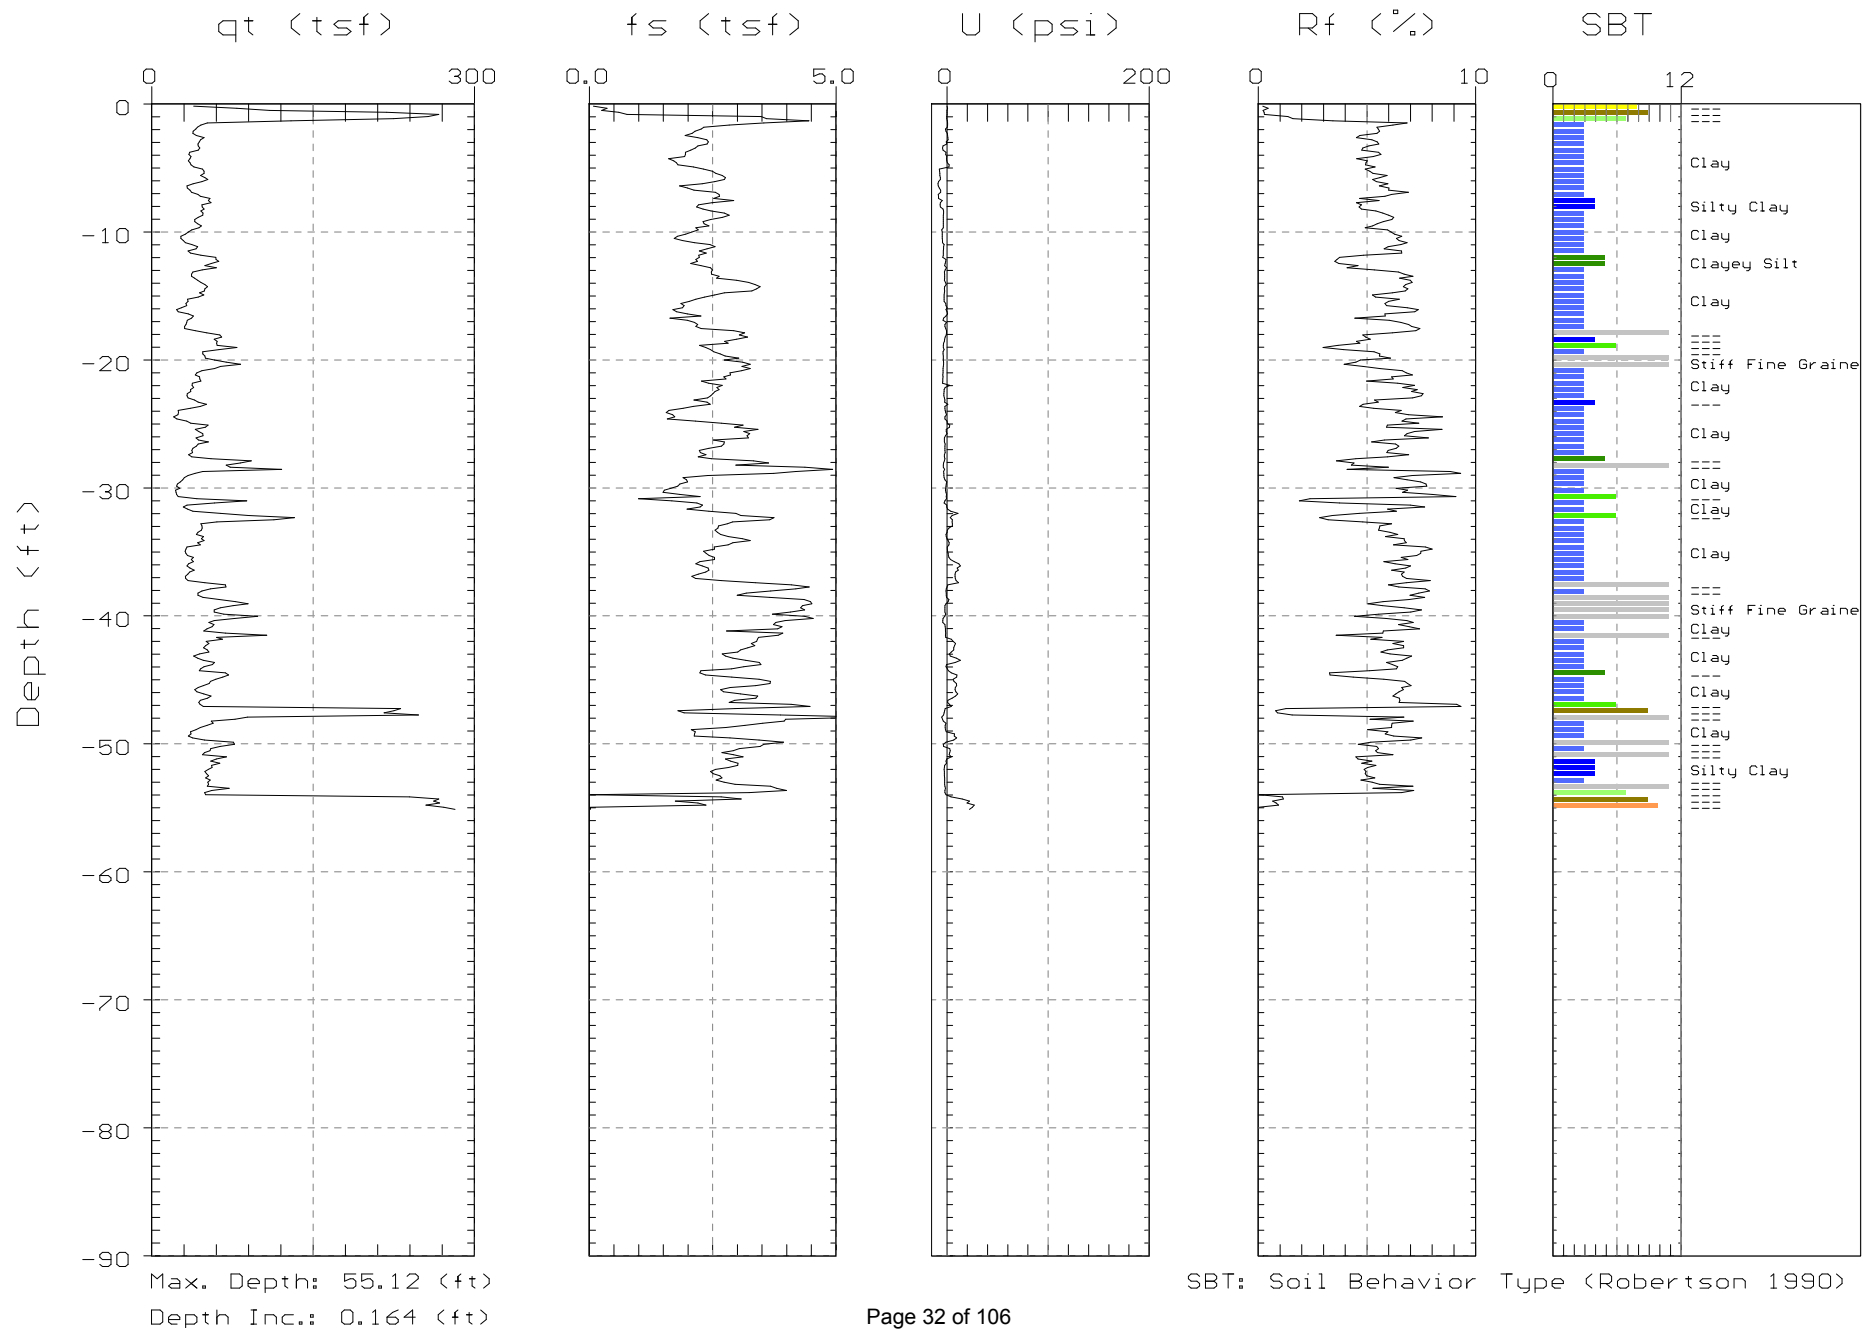 qt (tsf) fs (tsf) U (psi) Rf (%) SBT
0 300 0.0 5.0 0 200 0 10 0 12
0
---
---
---
Clay
Silty Clay
-10
Clay
Clayey Silt
Clay
---
---
---
---
-20
Stiff Fine Graine
Clay
---
Clay
---
---
Clay
-30
---
Clay
---
Clay
---
---
Stiff Fine Graine
-40
Clay
---
Clay
---
Clay
---
---
---
Clay
-50
---
---
---
Silty Clay
---
---
---
---
---
-60
-70
-80
-90
Depth (ft)
Max. Depth: 55.12 (ft)
SBT: Soil Behavior Type (Robertson 1990)
Depth Inc.: 0.164 (ft)
Page 32 of 106